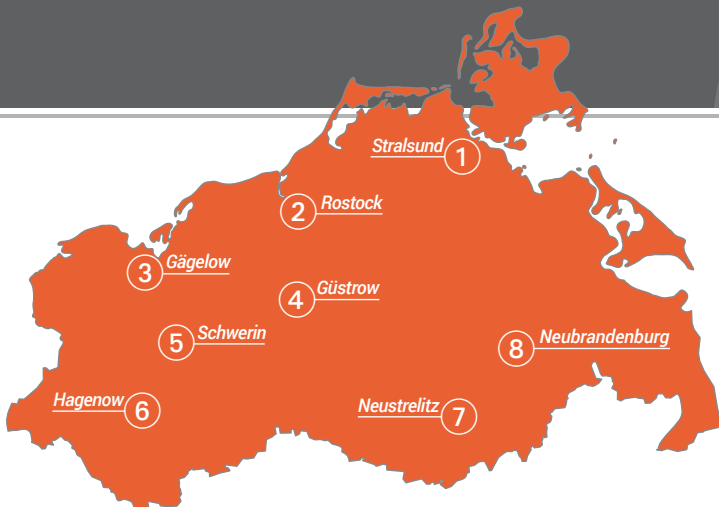 Stralsund 1
2 Rostock
3 Gägelow
4 Güstrow
5 Schwerin
8 Neubrandenburg
Hagenow 6
Neustrelitz 7